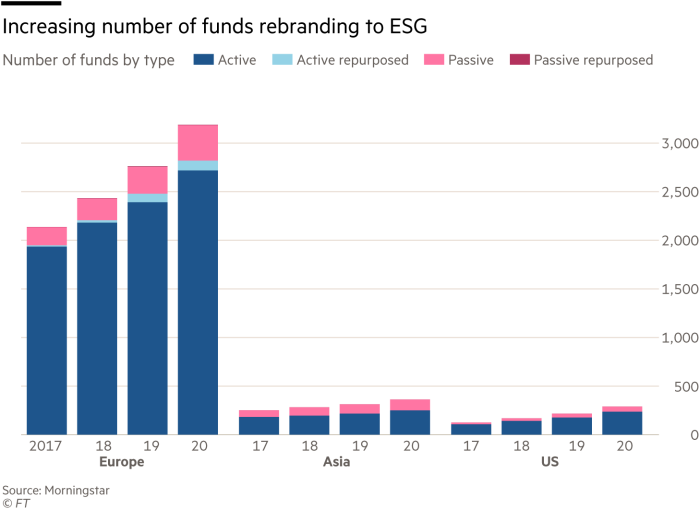 Increasing number of funds rebranding to ESG
Number of funds by type Active Active repurposed Passive Passive repurposed
3,000
2,500
2,000
1,500
1,000
500
0
2017 18 19 20 17 18 19 20 17 18 19 20
Europe Asia US
Source: Morningstar
© FT